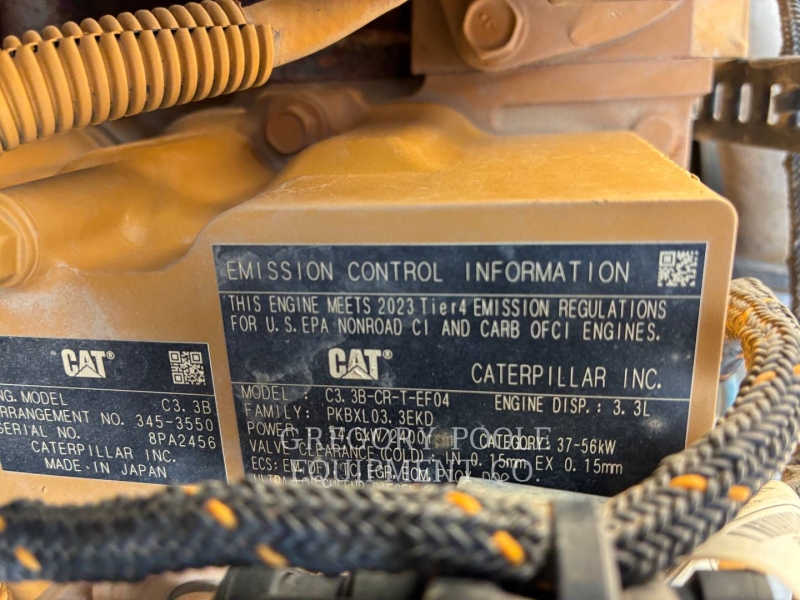 EMISSION CONTROL INFORMATION
THIS ENGINE MEETS 2023 Tier4 EMISSION REGULATIONS
FOR U.S.EPA NONROAD CI AND CARB OFCI ENGINES.
CAT®
CATERPILLAR INC.
MODEL : C3.3B-CR-T-EF04
ENGINE DISP.: 3.3L
FAMILY: PKBXL03.3EKD
POWER
CATEGORY: 37-56kW
VALVE CLEARANCE(COLD): IN 0.15mm EX 0.15mm
ECS:
CAT®
NG. MODEL C3.3B
ARRANGEMENT NO. 345-3550
SERIAL NO. 8PA2456
CATERPILLAR INC.
MADE IN JAPAN
GREGORY POOLE
EQUIPMENT CO.